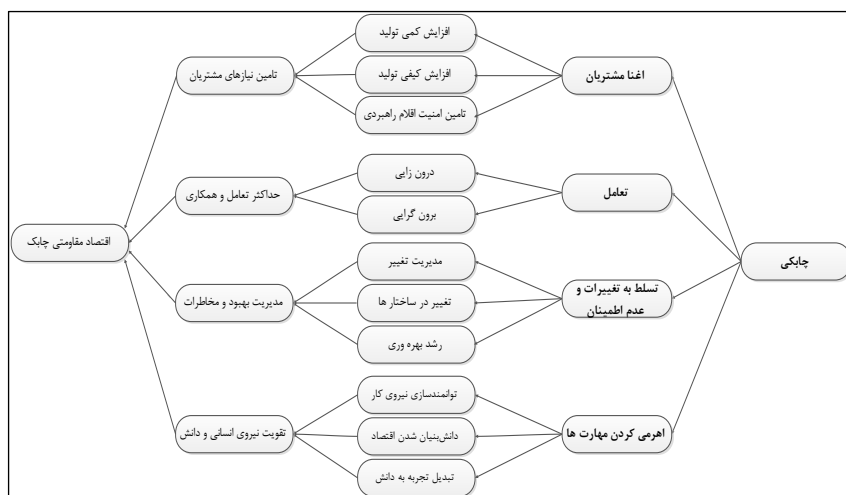 چابکی
اغنا مشتریان
تعامل
تسلط به تغییرات و
عدم اطمینان
اهرمی کردن مهارت ها
افزایش کمی تولید
افزایش کیفی تولید
تامین امنیت اقلام راهبردی
درون زایی
برون گرایی
مدیریت تغییر
تغییر در ساختار ها
رشد بهره وری
توانمندسازی نیروی کار
دانش‌بنیان شدن اقتصاد
تبدیل تجربه به دانش
تامین نیازهای مشتریان
حداکثر تعامل و همکاری
مدیریت بهبود و مخاطرات
تقویت نیروی انسانی و دانش
اقتصاد مقاومتی چابک